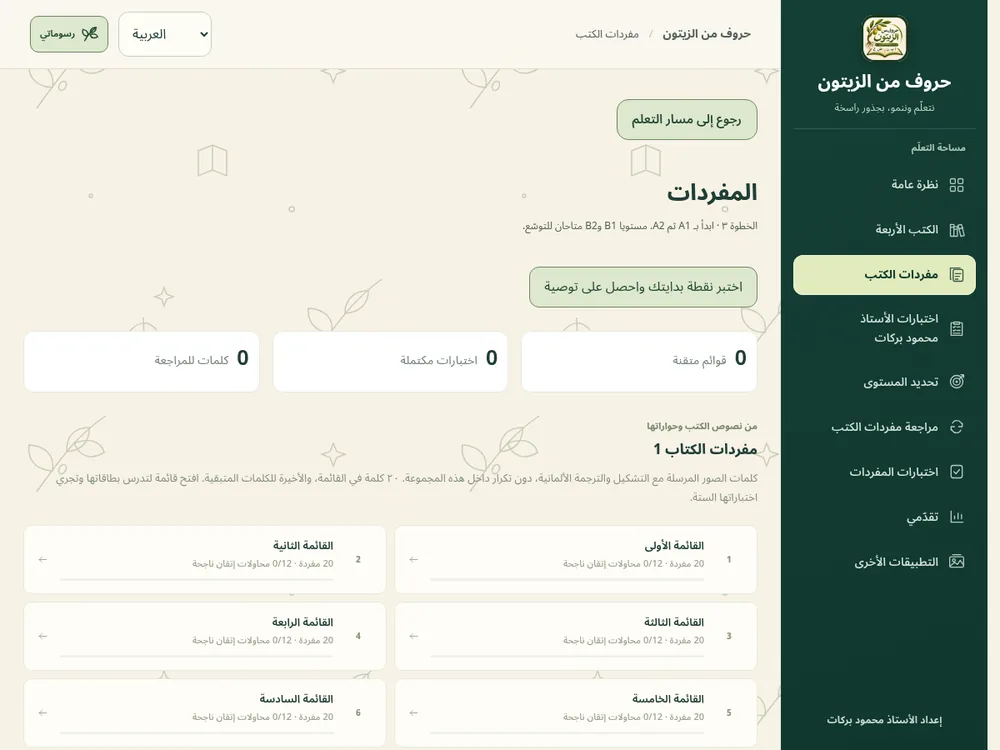 حروف من الزيتون
نتعلّم وننمو، بجذور راسخة
مساحة التعلّم
نظرة عامة
الكتب الأربعة
مفردات الكتب
اختبارات الأستاذ
محمود بركات
تحديد المستوى
مراجعة مفردات الكتب
اختبارات المفردات
تقدّمي
التطبيقات الأخرى
إعداد الأستاذ محمود بركات
حروف من الزيتون / مفردات الكتب
العربية
رسوماتي
رجوع إلى مسار التعلم
المفردات
الخطوة ٣ · ابدأ بـ A1 ثم A2. مستويا B1 وB2 متاحان للتوسّع.
اختبر نقطة بدايتك واحصل على توصية
0 قوائم متقنة
0 اختبارات مكتملة
0 كلمات للمراجعة
من نصوص الكتب وحواراتها
مفردات الكتاب 1
كلمات الصور المرسلة مع التشكيل والترجمة الألمانية، دون تكرار داخل هذه المجموعة. ٢٠ كلمة في القائمة، والأخيرة للكلمات المتبقية. افتح قائمة لتدرس بطاقاتها وتجري
اختباراتها الستة.
1 القائمة الأولى ←
20 مفردة · 0/12 محاولات إتقان ناجحة
2 القائمة الثانية ←
20 مفردة · 0/12 محاولات إتقان ناجحة
3 القائمة الثالثة ←
20 مفردة · 0/12 محاولات إتقان ناجحة
4 القائمة الرابعة ←
20 مفردة · 0/12 محاولات إتقان ناجحة
5 القائمة الخامسة ←
20 مفردة · 0/12 محاولات إتقان ناجحة
6 القائمة السادسة ←
20 مفردة · 0/12 محاولات إتقان ناجحة